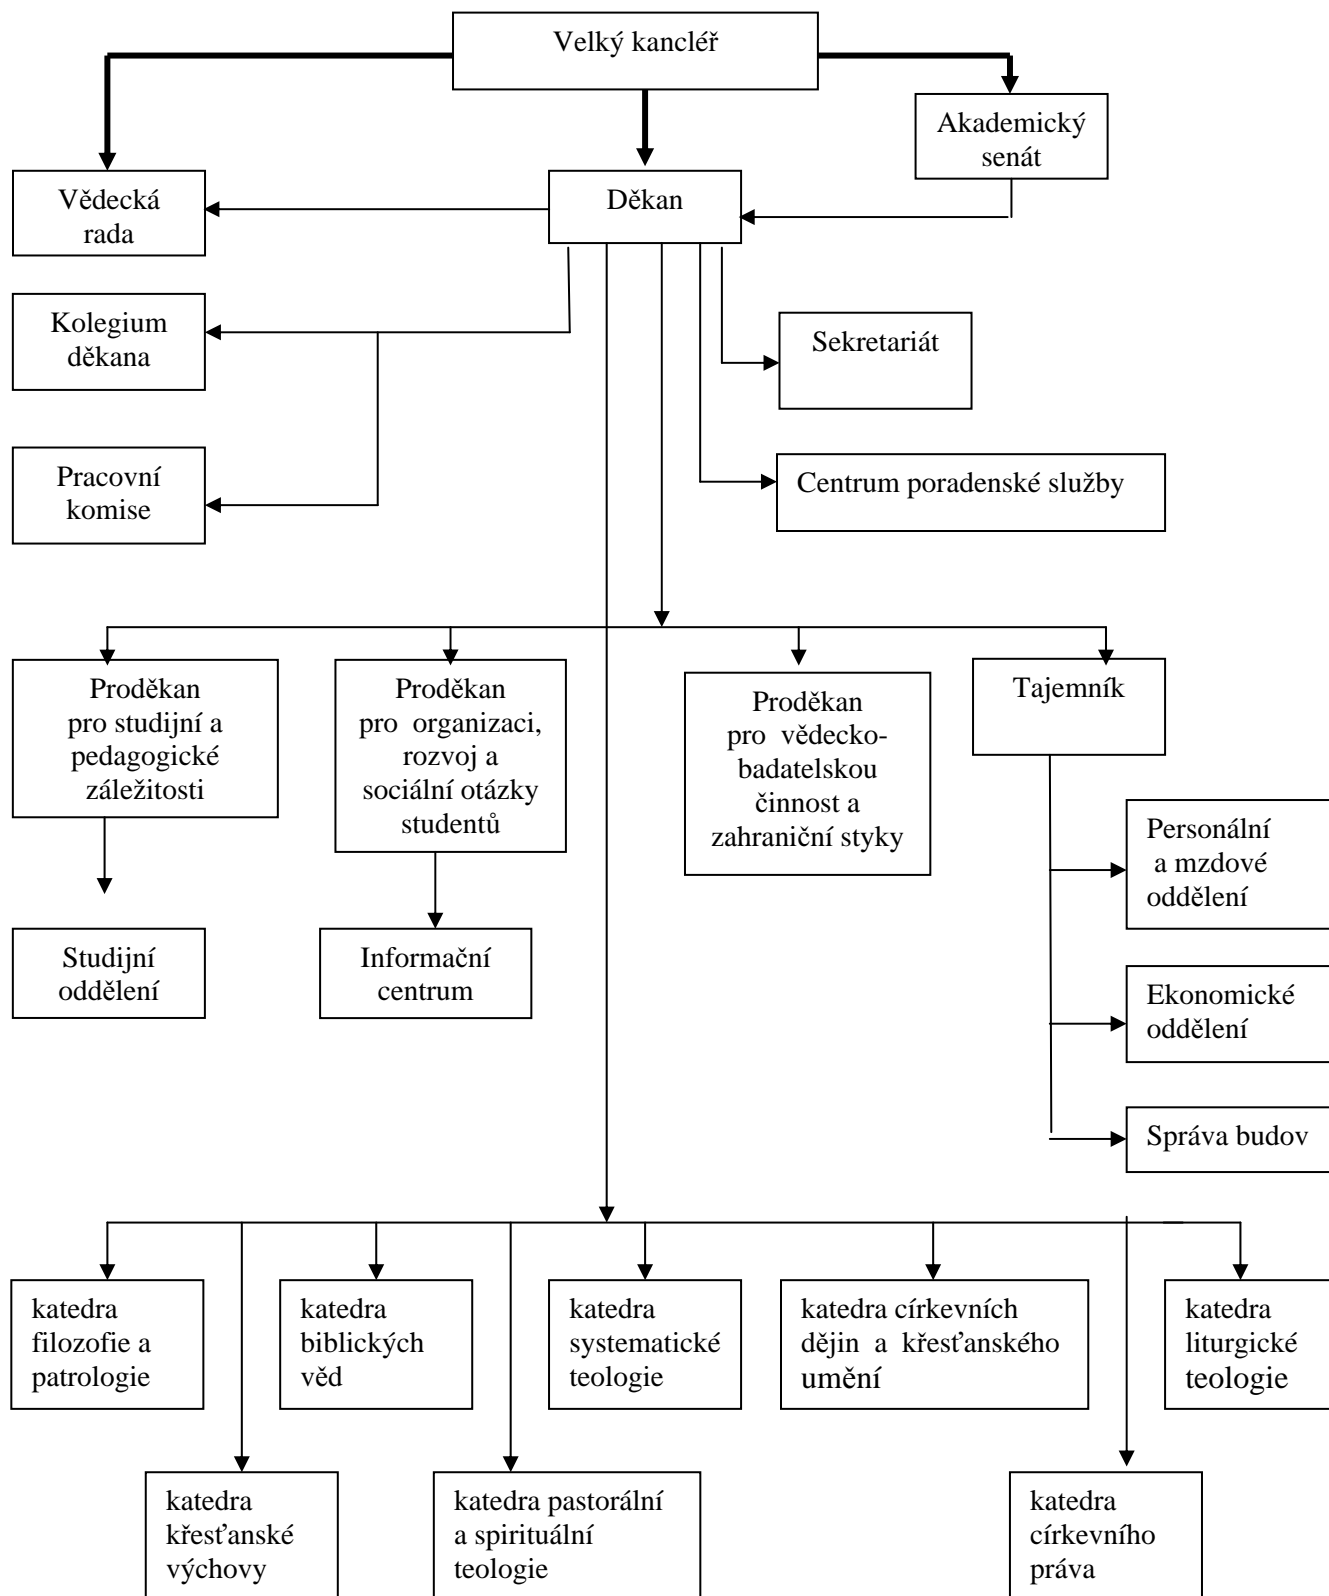 Velký kancléř
Akademický
senát
Vědecká
rada
Děkan
Kolegium
děkana
Sekretariát
Pracovní
komise
Centrum poradenské služby
Proděkan
pro studijní a
pedagogické
záležitosti
Proděkan
pro organizaci,
rozvoj a
sociální otázky
studentů
Proděkan
pro vědecko-
badatelskou
činnost a
zahraniční styky
Tajemník
Personální
a mzdové
oddělení
Studijní
oddělení
Informační
centrum
Ekonomické
oddělení
Správa budov
katedra
filozofie a
patrologie
katedra
biblických
věd
katedra
systematické
teologie
katedra církevních
dějin a křesťanského
umění
katedra
liturgické
teologie
katedra
křesťanské
výchovy
katedra pastorální
a spirituální
teologie
katedra
církevního
práva